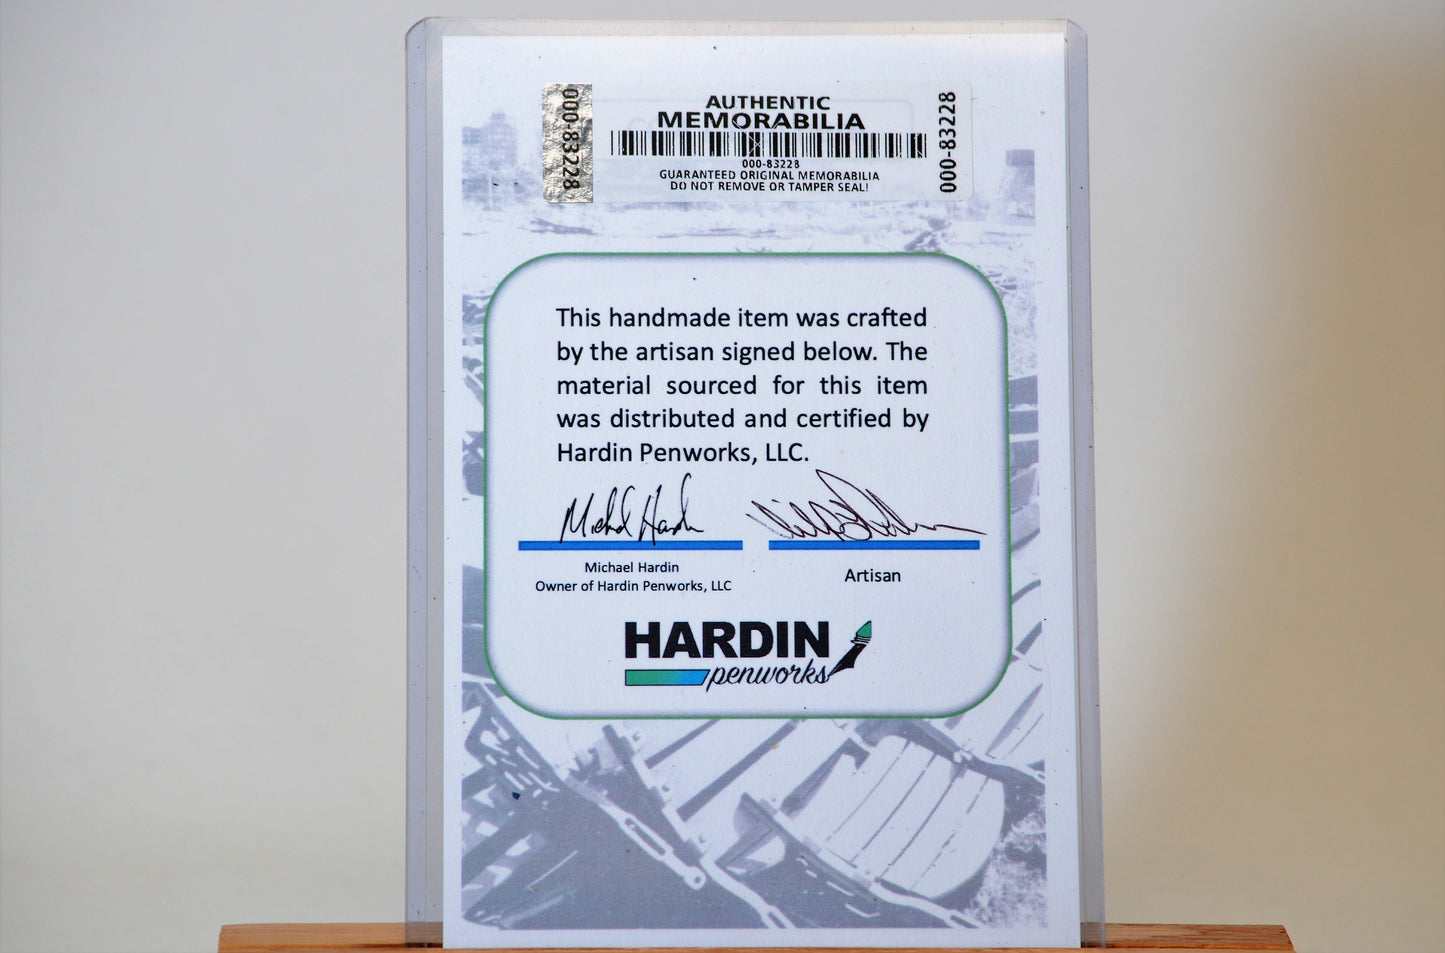 000-83228
AUTHENTIC
MEMORABILIA
000-83228
GUARANTEED ORIGINAL MEMORABILIA
DO NOT REMOVE OR TAMPER SEAL!
000-83228
This handmade item was crafted
by the artisan signed below. The
material sourced for this item
was distributed and certified by
Hardin Penworks, LLC.
Michael Hardin
Michael Hardin
Owner of Hardin Penworks, LLC
Artisan
HARDIN
penworks